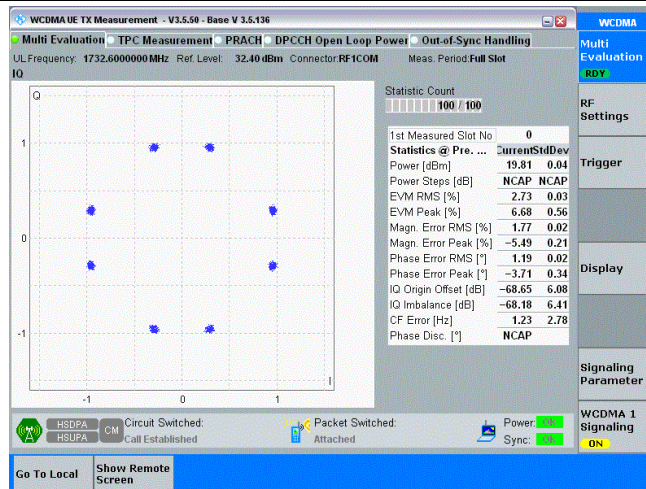 WCDMA UE TX Measurement - V3.5.50 - Base V 3.5.136
WCDMA
Multi Evaluation TPC Measurement PRACH DPCCH Open Loop Power Out-of-Sync Handling
Multi
Evaluation
RDY
UL Frequency: 1732.6000000 MHz Ref. Level: 32.40 dBm Connector:RF1COM Meas. Period:Full Slot
IQ
Q
1
0
-1
-1 0 1
I
Statistic Count
100 / 100
1st Measured Slot No 0
Statistics @ Pre. ... Current StdDev
Power [dBm] 19.81 0.04
Power Steps [dB] NCAP NCAP
EVM RMS [%] 2.73 0.03
EVM Peak [%] 6.68 0.56
Magn. Error RMS [%] 1.77 0.02
Magn. Error Peak [%] -5.49 0.21
Phase Error RMS [°] 1.19 0.02
Phase Error Peak [°] -3.71 0.34
IQ Origin Offset [dB] -68.65 6.08
IQ Imbalance [dB] -68.18 6.41
CF Error [Hz] 1.23 2.78
Phase Disc. [°] NCAP
RF
Settings
Trigger
Display
Signaling
Parameter
WCDMA 1
Signaling
ON
HSDPA
HSUPA
CM
Circuit Switched:
Call Established
Packet Switched:
Attached
Power: OK
Sync: OK
Go To Local
Show Remote
Screen